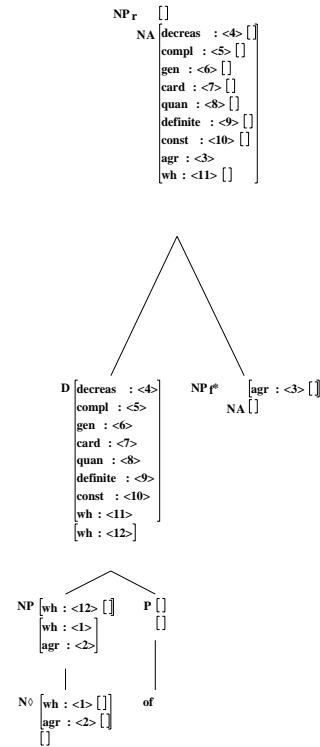 NP r []
NA [decreas : <4> []
compl : <5> []
gen : <6> []
card : <7> []
quan : <8> []
definite : <9> []
const : <10> []
agr : <3>
wh : <11> []]
D [decreas : <4> NP f* [agr : <3> []]
compl : <5> NA []
gen : <6>
card : <7>
quan : <8>
definite : <9>
const : <10>
wh : <11>]
[wh : <12>]
NP [wh : <12> []] P []
[wh : <1> []
agr : <2>]
N◊ [wh : <1> [] of
agr : <2> []]
[]